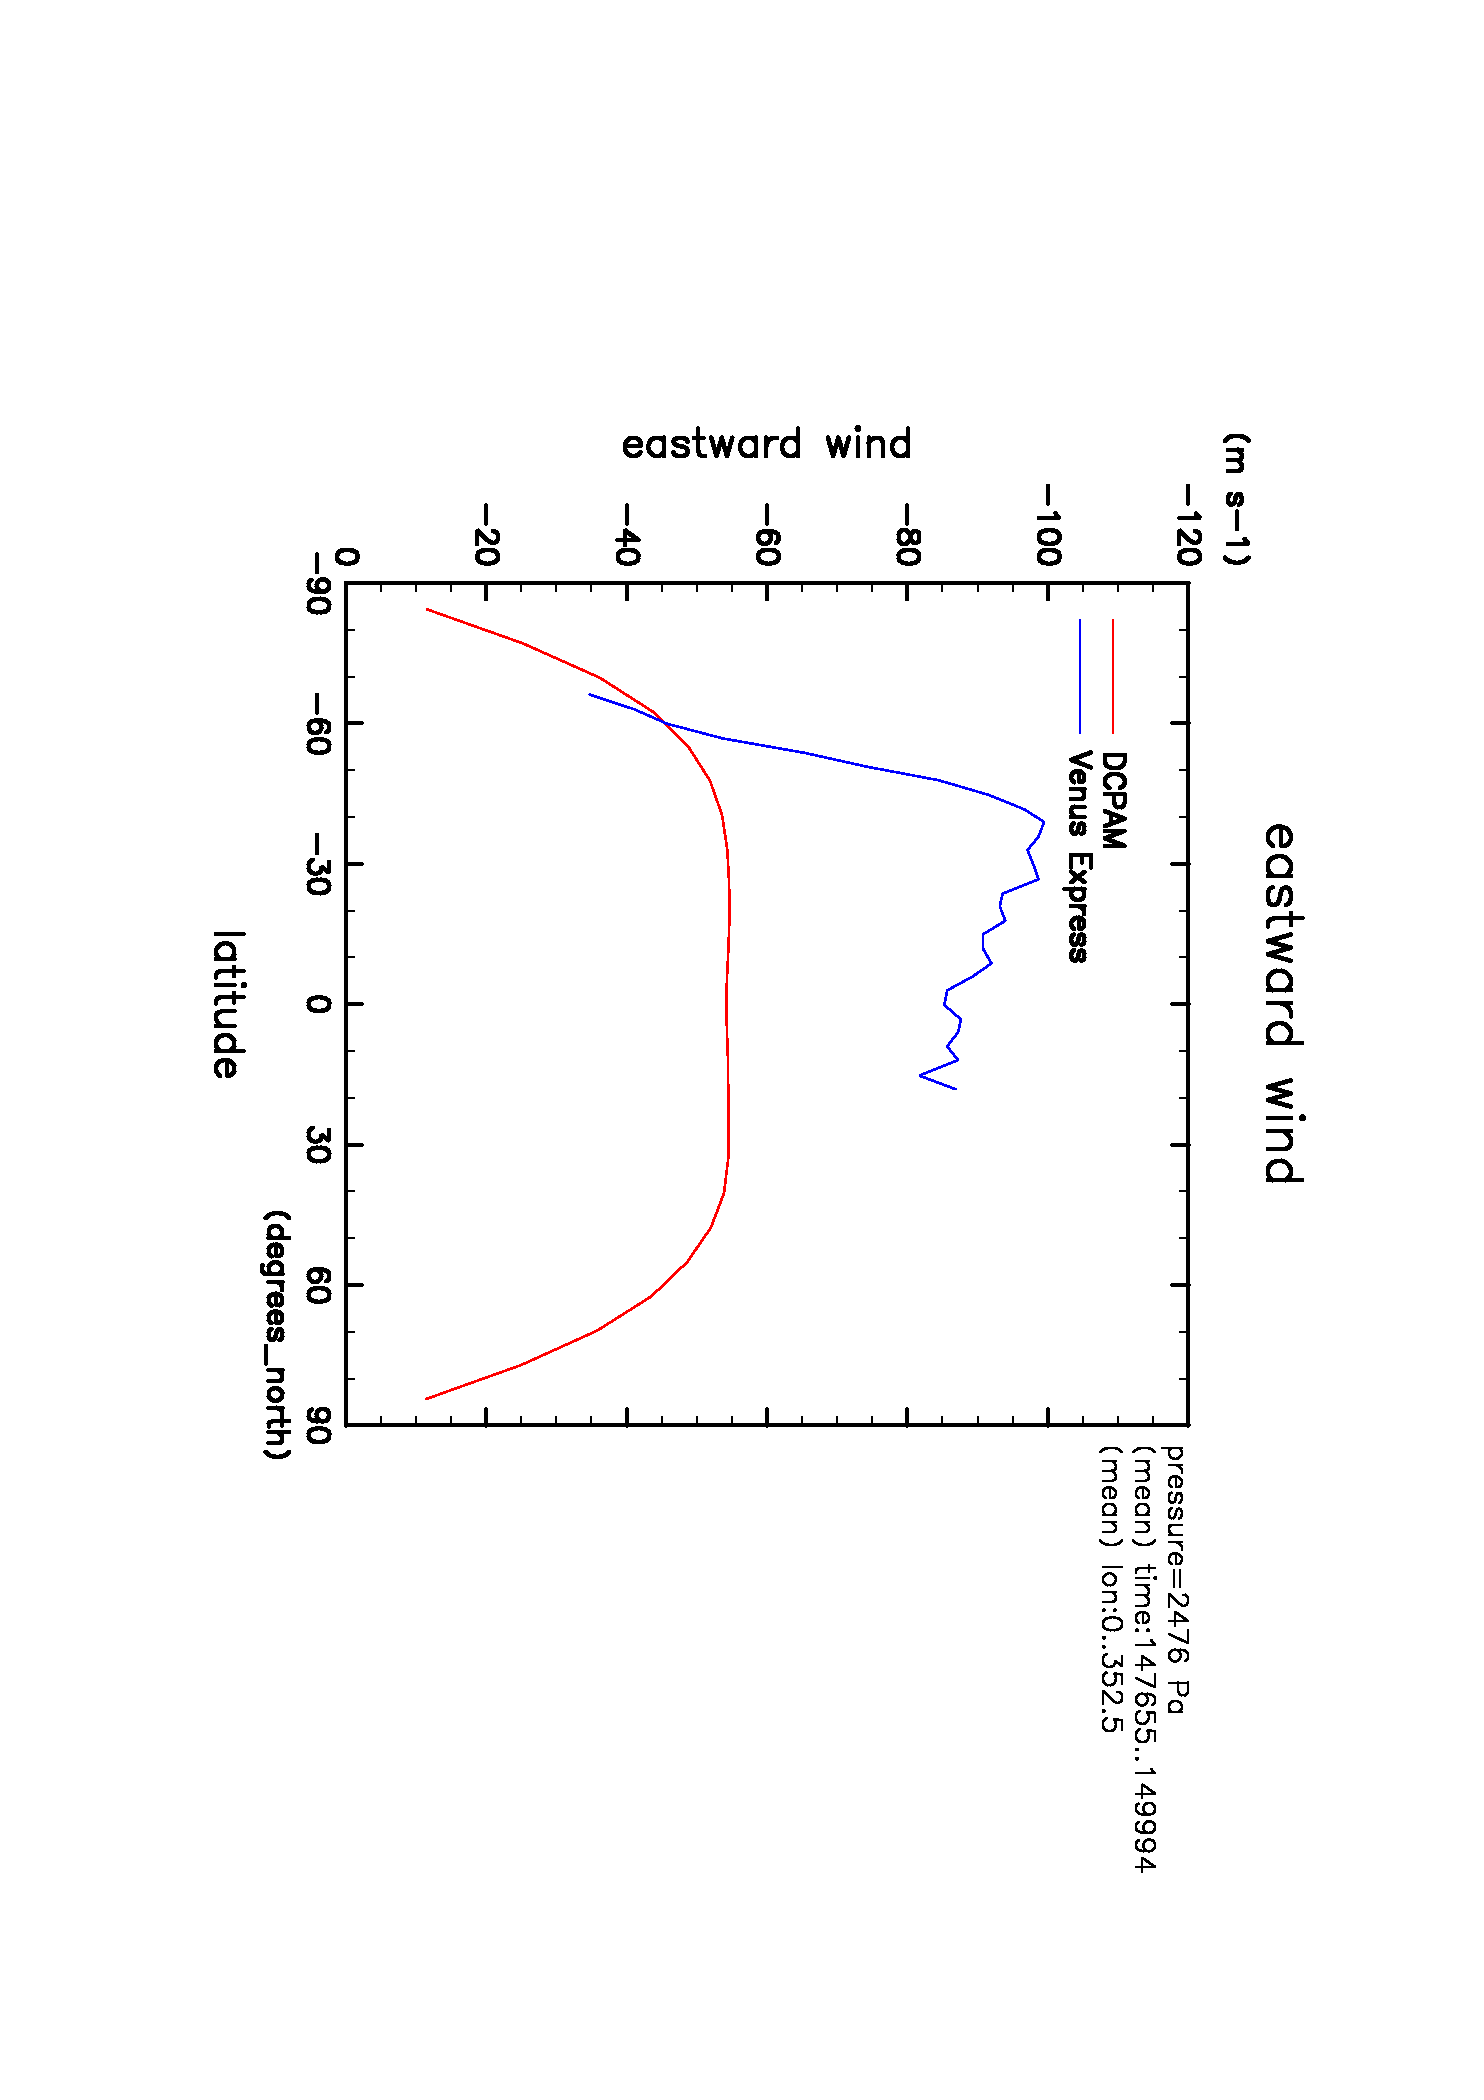 eastward wind
(m s−1)
eastward wind
−120
−100
−80
−60
−40
−20
0
DCPAM
Venus Express
−90
−60
−30
0
30
60
90
latitude
(degrees_north)
pressure=2476 Pa
(mean) time:147655..149994
(mean) lon:0..352.5